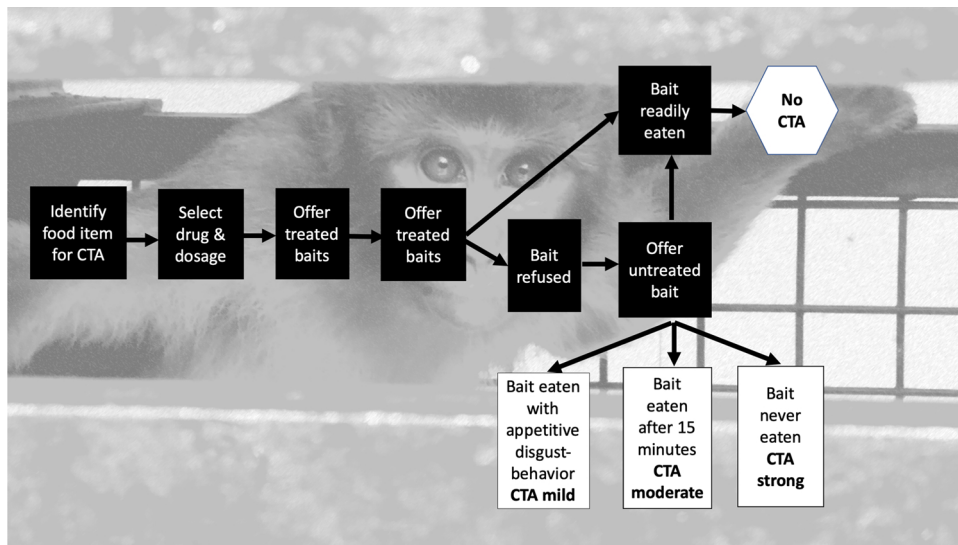 Identify
food item
for CTA
Select
drug &
dosage
Offer
treated
baits
Offer
treated
baits
Bait
readily
eaten
No
CTA
Bait
refused
Offer
untreated
bait
Bait eaten
with
appetitive
disgust-
behavior
CTA mild
Bait
eaten
after 15
minutes
CTA
moderate
Bait
never
eaten
CTA
strong